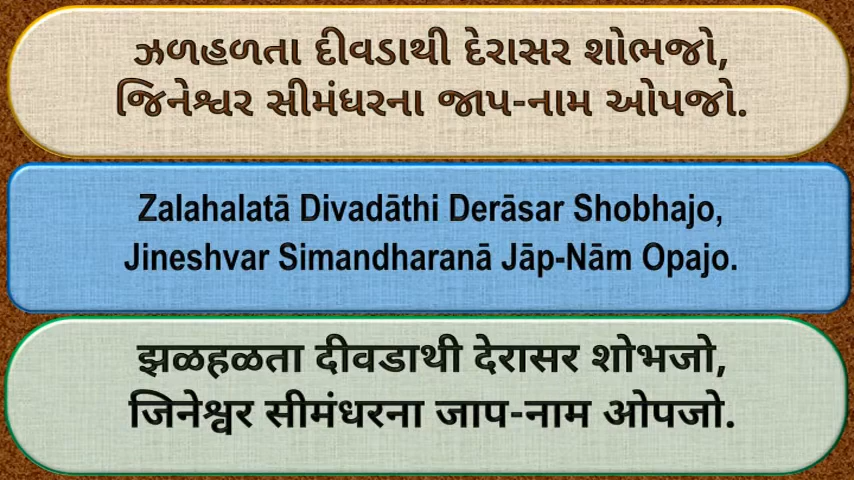 ઝળહળતા દીવડાથી દેરાસર શોભજો,
જિનેશ્વર સીમંધરના જાપ-નામ ઓપજો.
Zalahalatā Divadāthi Derāsar Shobhajo,
Jineshvar Simandharanā Jāp-Nām Opajo.
झळहळता दीवडाथी देरासर शोभजो,
जिनेश्वर सीमंधरना जाप-नाम ओपजो.